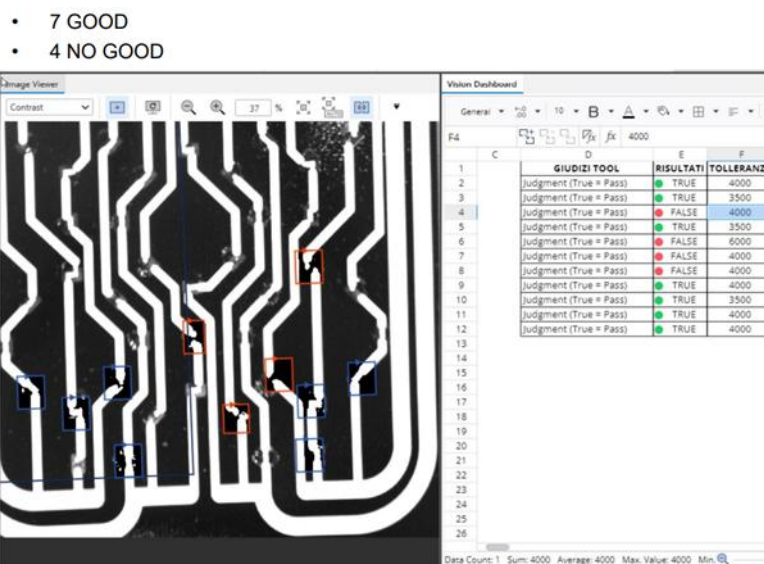 • 7 GOOD
• 4 NO GOOD
Image Viewer
Contrast 37 %
Vision Dashboard
General 10 B A
F4 fx 4000
C D E F
1 GIUDIZI TOOL RISULTATI TOLLERANZ
2 Judgment (True = Pass) TRUE 4000
3 Judgment (True = Pass) TRUE 3500
4 Judgment (True = Pass) FALSE 4000
5 Judgment (True = Pass) TRUE 3500
6 Judgment (True = Pass) FALSE 6000
7 Judgment (True = Pass) FALSE 4000
8 Judgment (True = Pass) FALSE 4000
9 Judgment (True = Pass) TRUE 4000
10 Judgment (True = Pass) TRUE 3500
11 Judgment (True = Pass) TRUE 4000
12 Judgment (True = Pass) TRUE 4000
13
14
15
16
17
18
19
20
21
22
23
24
25
26
Data Count: 1 Sum: 4000 Average: 4000 Max. Value: 4000 Min.